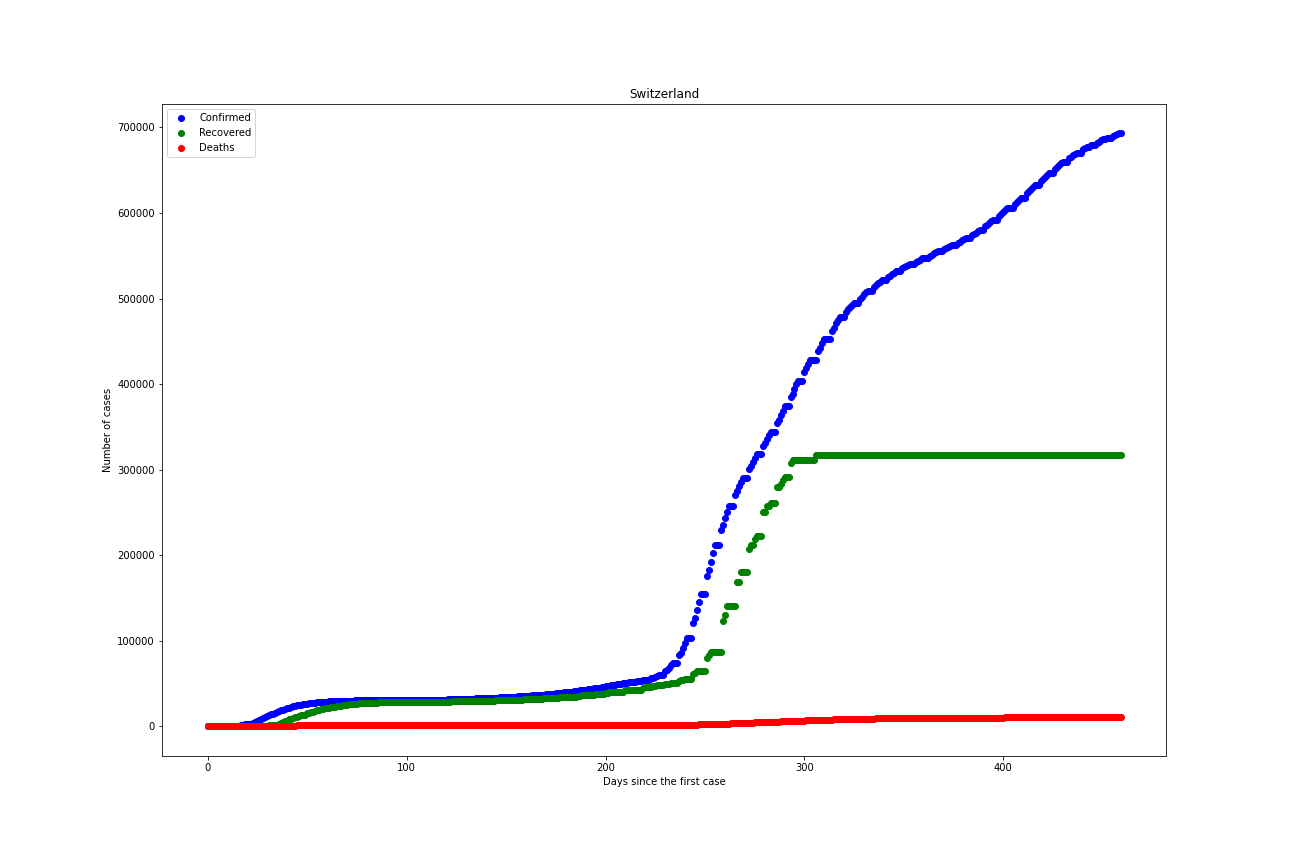 Switzerland
Confirmed
Recovered
Deaths
700000
600000
500000
400000
300000
200000
100000
0
Number of cases
0 100 200 300 400
Days since the first case